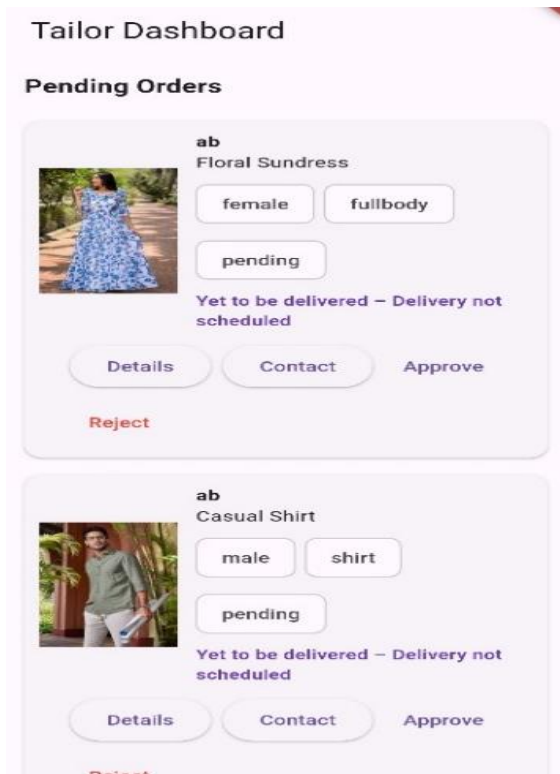 Tailor Dashboard
Pending Orders
ab
Floral Sundress
female fullbody
pending
Yet to be delivered – Delivery not
scheduled
Details Contact Approve
Reject
ab
Casual Shirt
male shirt
pending
Yet to be delivered – Delivery not
scheduled
Details Contact Approve
Reject